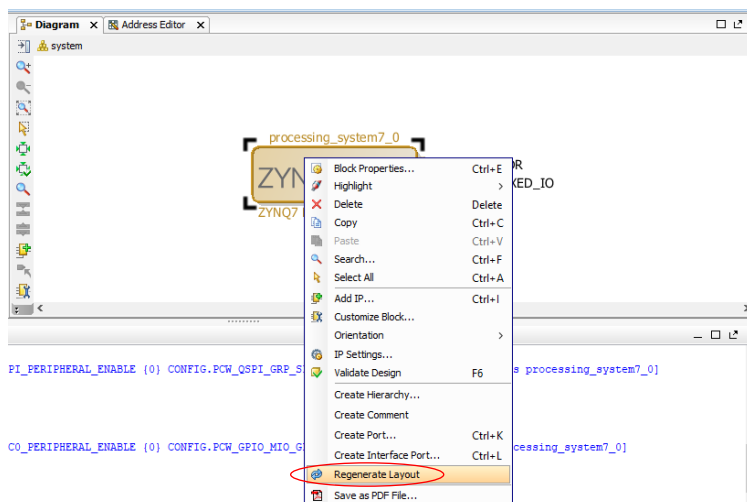 Diagram × Address Editor ×
system
processing_system7_0
ZYN
ZYNQ7
Block Properties... Ctrl+E
Highlight >
Delete Delete
Copy Ctrl+C
Paste Ctrl+V
Search... Ctrl+F
Select All Ctrl+A
Add IP... Ctrl+I
Customize Block...
Orientation >
IP Settings...
Validate Design F6
Create Hierarchy...
Create Comment
Create Port... Ctrl+K
Create Interface Port... Ctrl+L
Regenerate Layout
Save as PDF File...
R
XED_IO
PI_PERIPHERAL_ENABLE {0} CONFIG.PCW_QSPI_GRP_S
s processing_system7_0]
CO_PERIPHERAL_ENABLE {0} CONFIG.PCW_GPIO_MIO_G
cessing_system7_0]